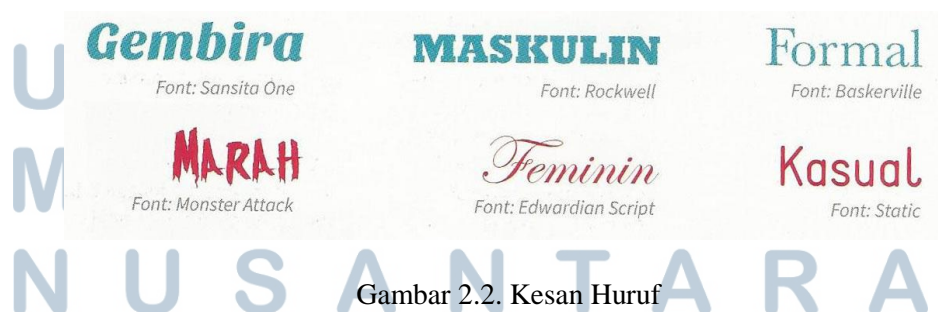 Gembira MASKULIN Formal
Font: Sansita One Font: Rockwell Font: Baskerville
MARAH Feminin Kasual
Font: Monster Attack Font: Edwardian Script Font: Static
U
M
N U S A N T A R A
Gambar 2.2. Kesan Huruf